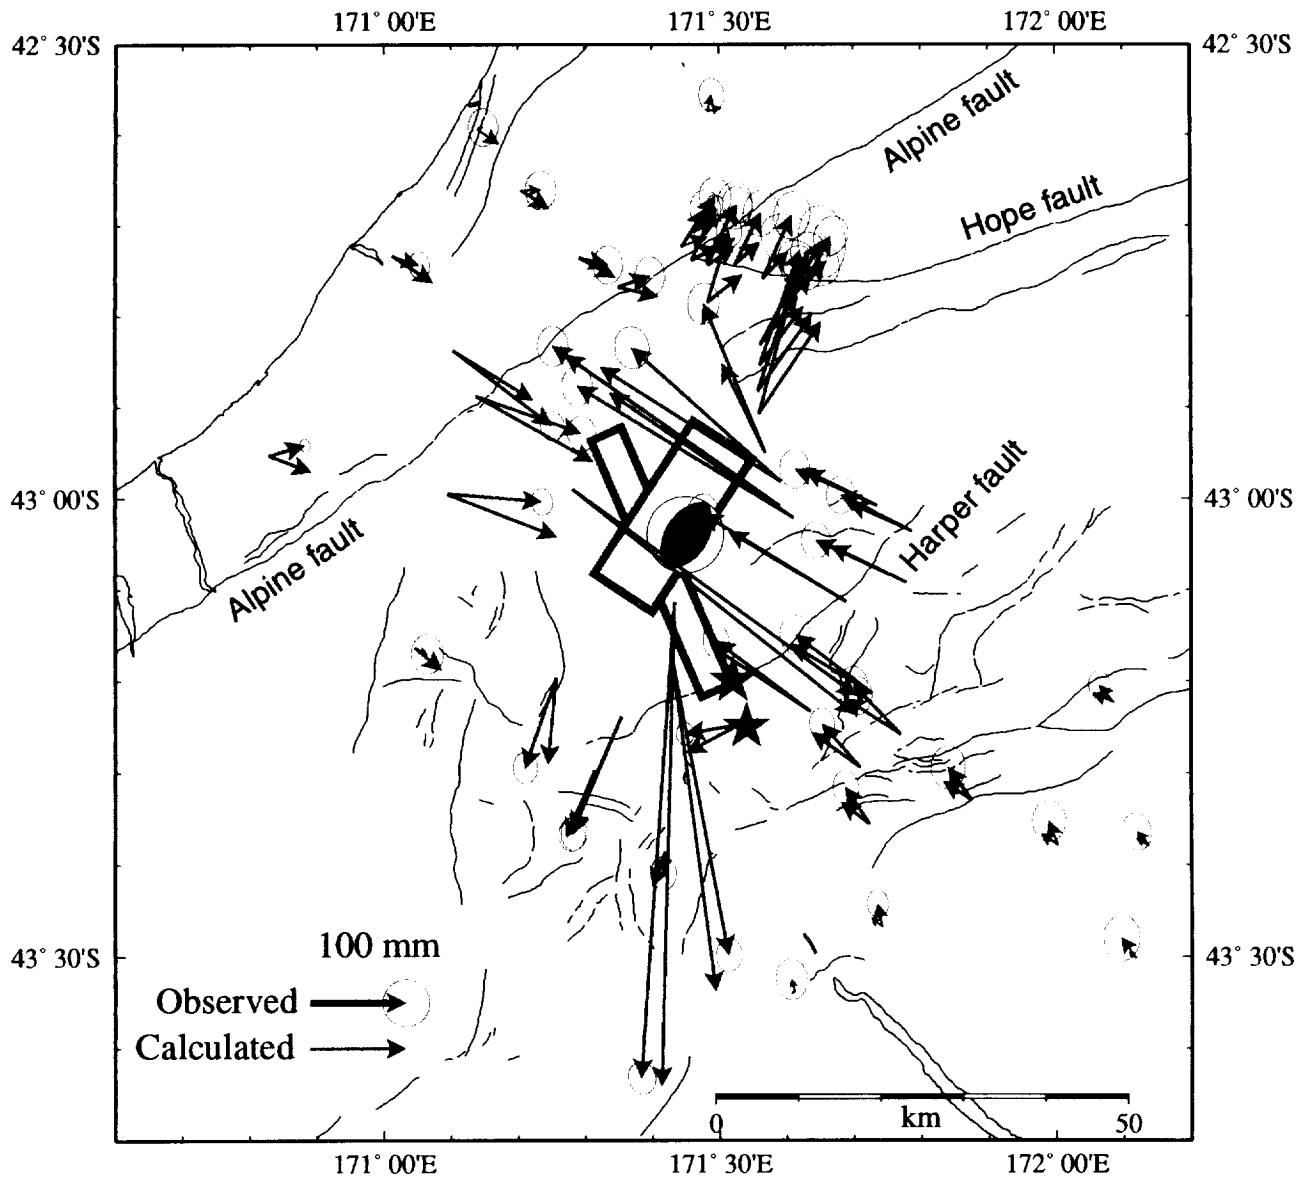 171° 00'E 171° 30'E 172° 00'E
42° 30'S 42° 30'S
Alpine fault
Hope fault
Harper fault
43° 00'S 43° 00'S
Alpine fault
100 mm
43° 30'S 43° 30'S
Observed
Calculated
0 km 50
171° 00'E 171° 30'E 172° 00'E